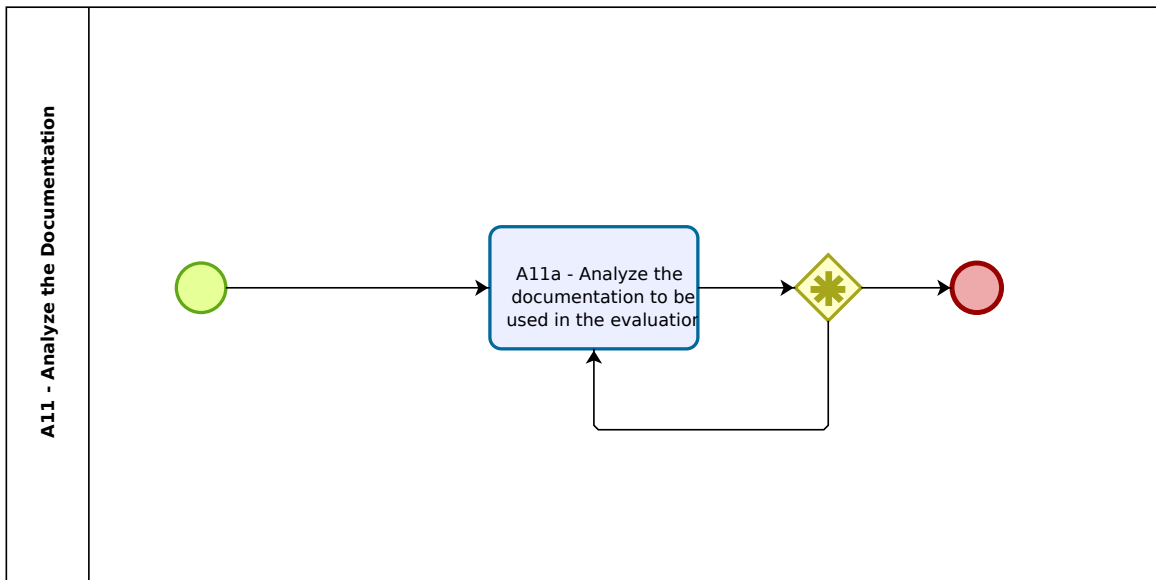 A11 - Analyze the Documentation
A11a - Analyze the
documentation to be
used in the evaluation